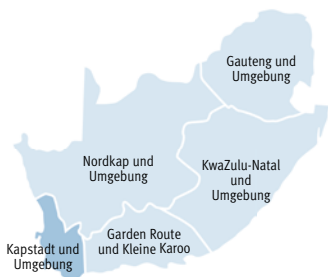 Gauteng und
Umgebung
Nordkap und
Umgebung
KwaZulu-Natal
und
Umgebung
Garden Route
und Kleine Karoo
Kapstadt und
Umgebung